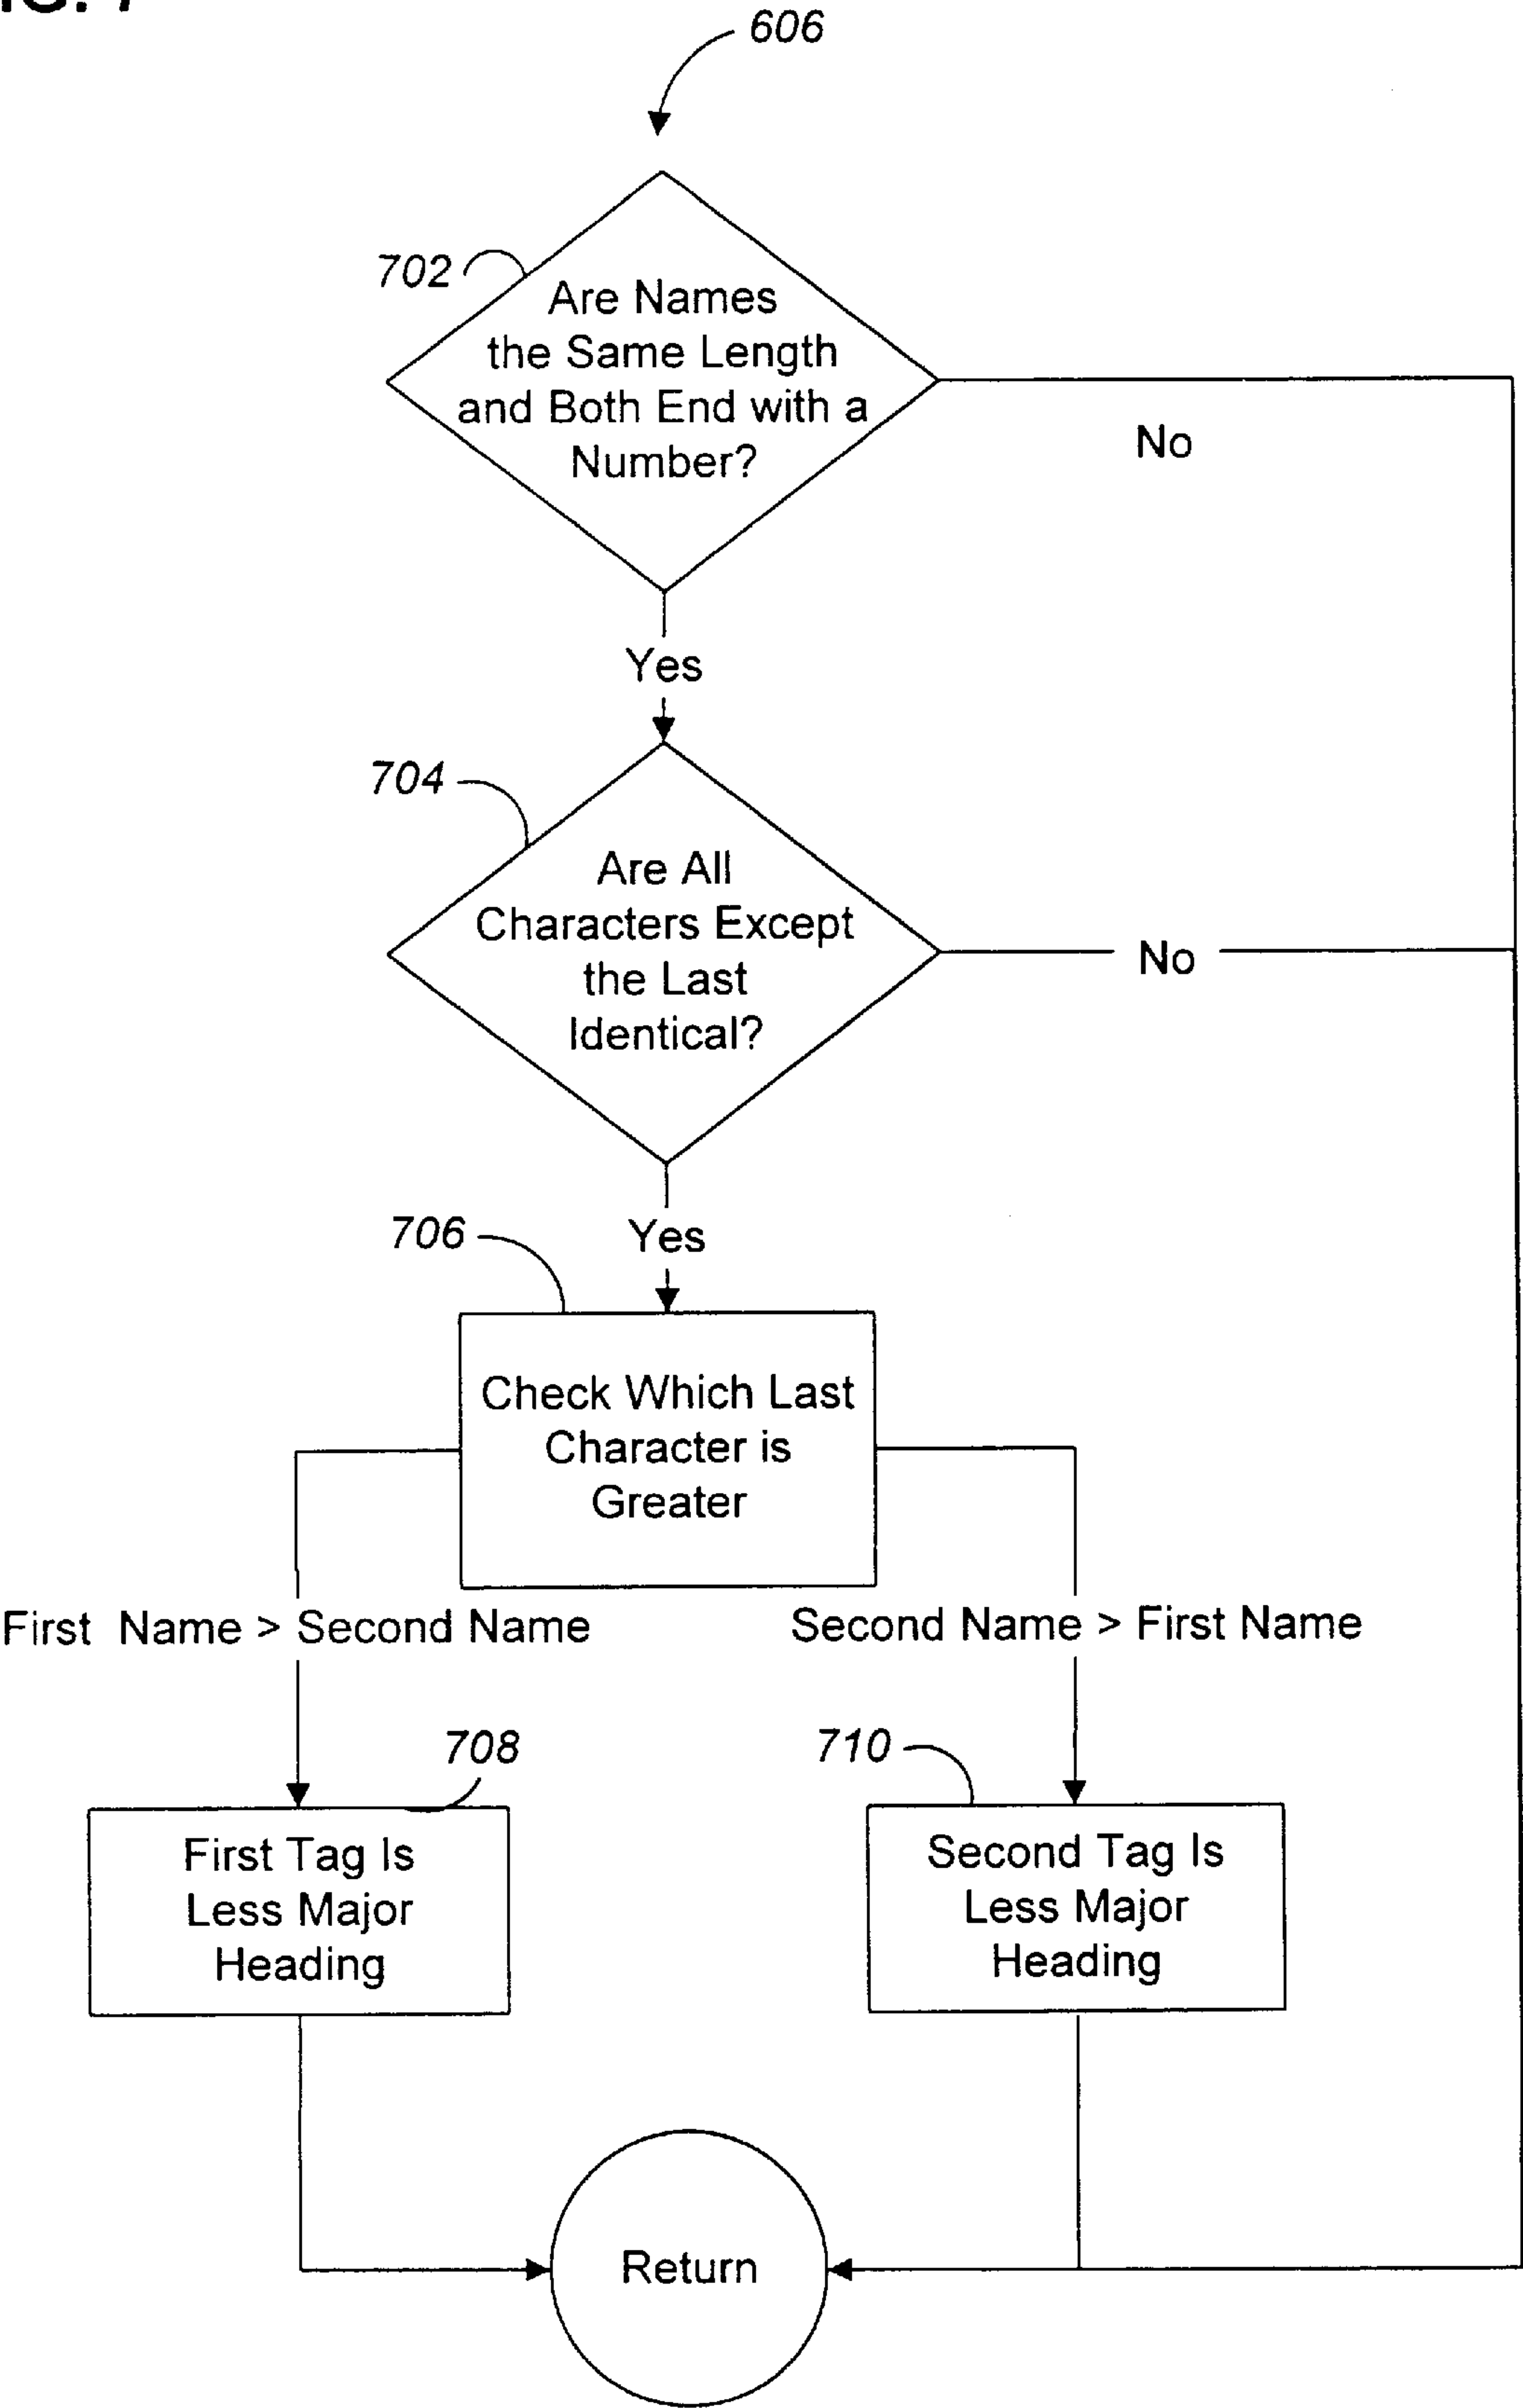 606
702
Are Names
the Same Length
and Both End with a
Number?
No
Yes
704
Are All
Characters Except
the Last
Identical?
No
706
Yes
Check Which Last
Character is
Greater
First Name > Second Name
Second Name > First Name
708
710
First Tag Is
Less Major
Heading
Second Tag Is
Less Major
Heading
Return